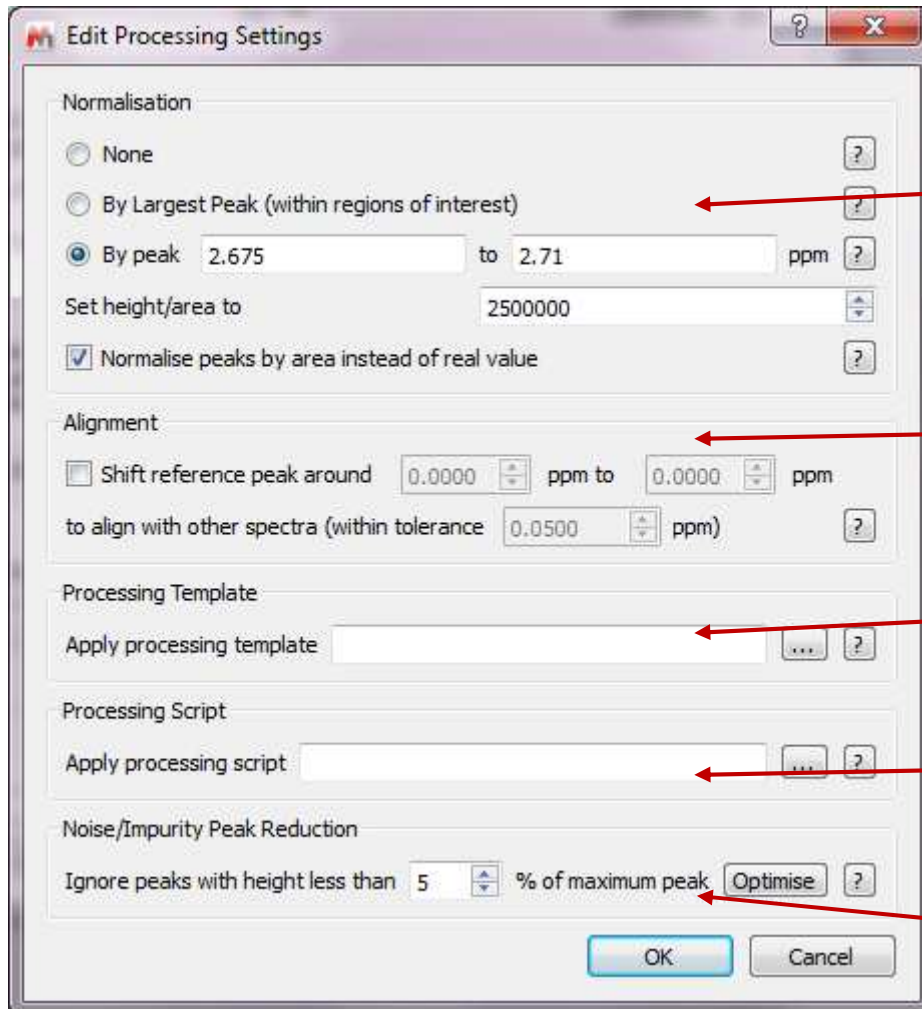 Edit Processing Settings
?
Normalisation
None ?
By Largest Peak (within regions of interest) ?
By peak 2.675 to 2.71 ppm ?
Set height/area to 2500000
Normalise peaks by area instead of real value ?
Alignment
Shift reference peak around 0.0000 ppm to 0.0000 ppm
to align with other spectra (within tolerance 0.0500 ppm) ?
Processing Template
Apply processing template ... ?
Processing Script
Apply processing script ... ?
Noise/Impurity Peak Reduction
Ignore peaks with height less than 5 % of maximum peak Optimise ?
OK Cancel